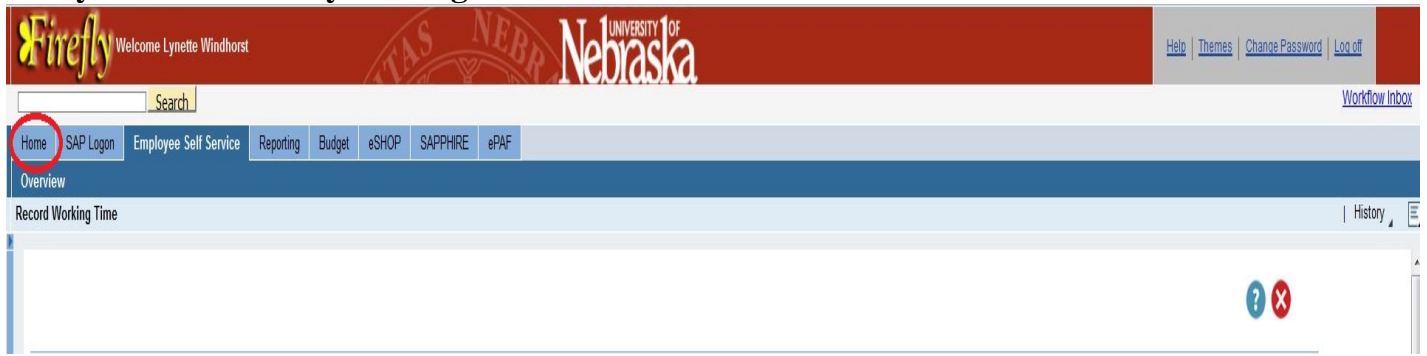 Firefly Welcome Lynette Windhorst
UNIVERSITY OF
Nebraska
Help | Themes | Change Password | Log off
Search
Workflow Inbox
Home SAP Logon Employee Self Service Reporting Budget eSHOP SAPPHIRE ePAF
Overview
Record Working Time
| History
? X